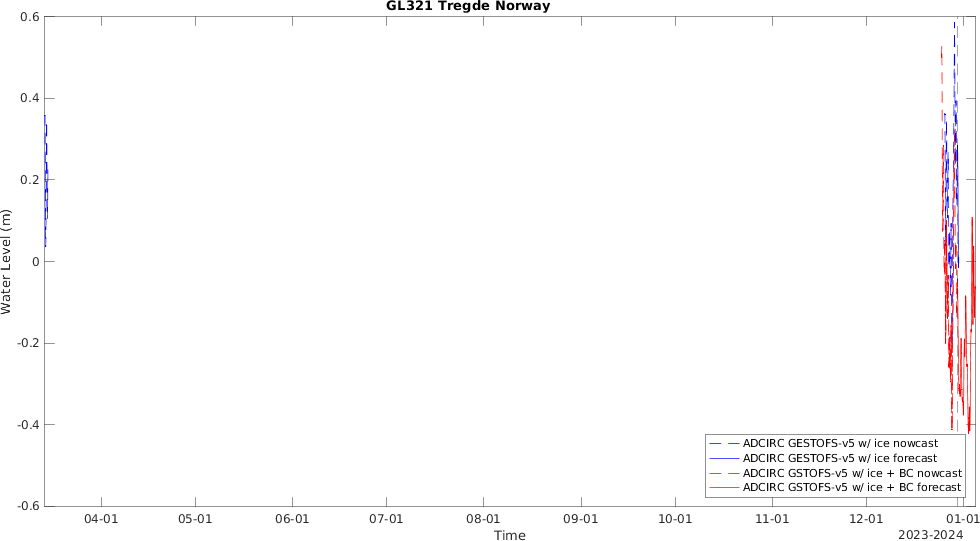 GL321 Tregde Norway
0.6
0.4
0.2
0
-0.2
-0.4
-0.6
Water Level (m)
04-01 05-01 06-01 07-01 08-01 09-01 10-01 11-01 12-01 01-01
Time
2023-2024
ADCIRC GESTOFS-v5 w/ ice nowcast
ADCIRC GESTOFS-v5 w/ ice forecast
ADCIRC GSTOFS-v5 w/ ice + BC nowcast
ADCIRC GSTOFS-v5 w/ ice + BC forecast